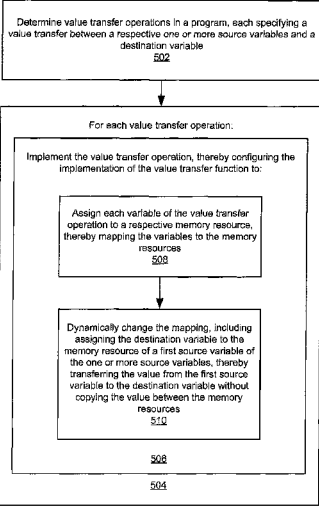 Determine value transfer operations in a program, each specifying a
value transfer between a respective one or more source variables and a
destination variable
502
For each value transfer operation:
Implement the value transfer operation, thereby configuring the
implementation of the value transfer function to:
Assign each variable of the value transfer
operation to a respective memory resource,
thereby mapping the variables to the memory
resources
508
Dynamically change the mapping, including
assigning the destination variable to the
memory resource of a first source variable of
the one or more source variables, thereby
transferring the value from the first source
variable to the destination variable without
copying the value between the memory
resources
510
506
504